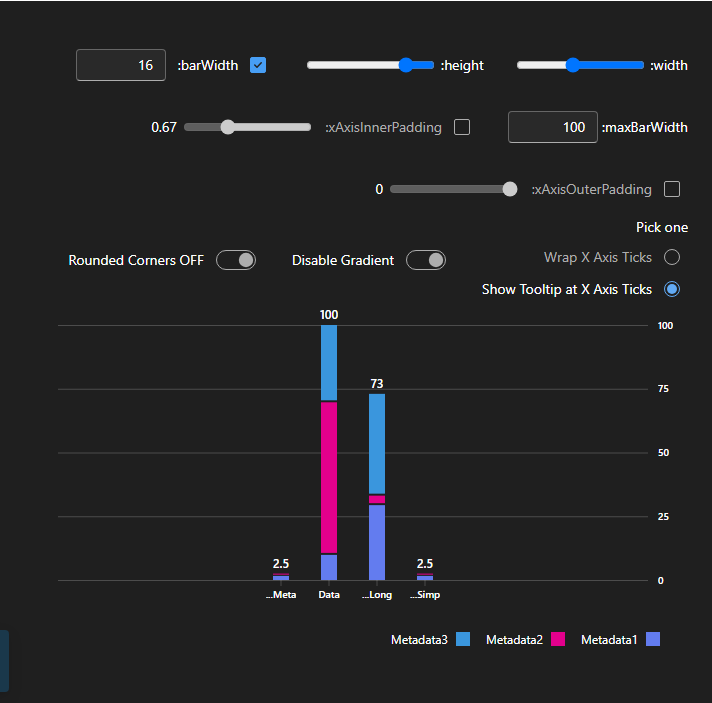 16 :barWidth :height :width
0.67 :xAxisInnerPadding 100 :maxBarWidth
0 :xAxisOuterPadding
Pick one
Rounded Corners OFF Disable Gradient Wrap X Axis Ticks
Show Tooltip at X Axis Ticks
100
100
75
73
50
25
2.5 2.5
0
...Meta Data ...Long ...Simp
Metadata3 Metadata2 Metadata1